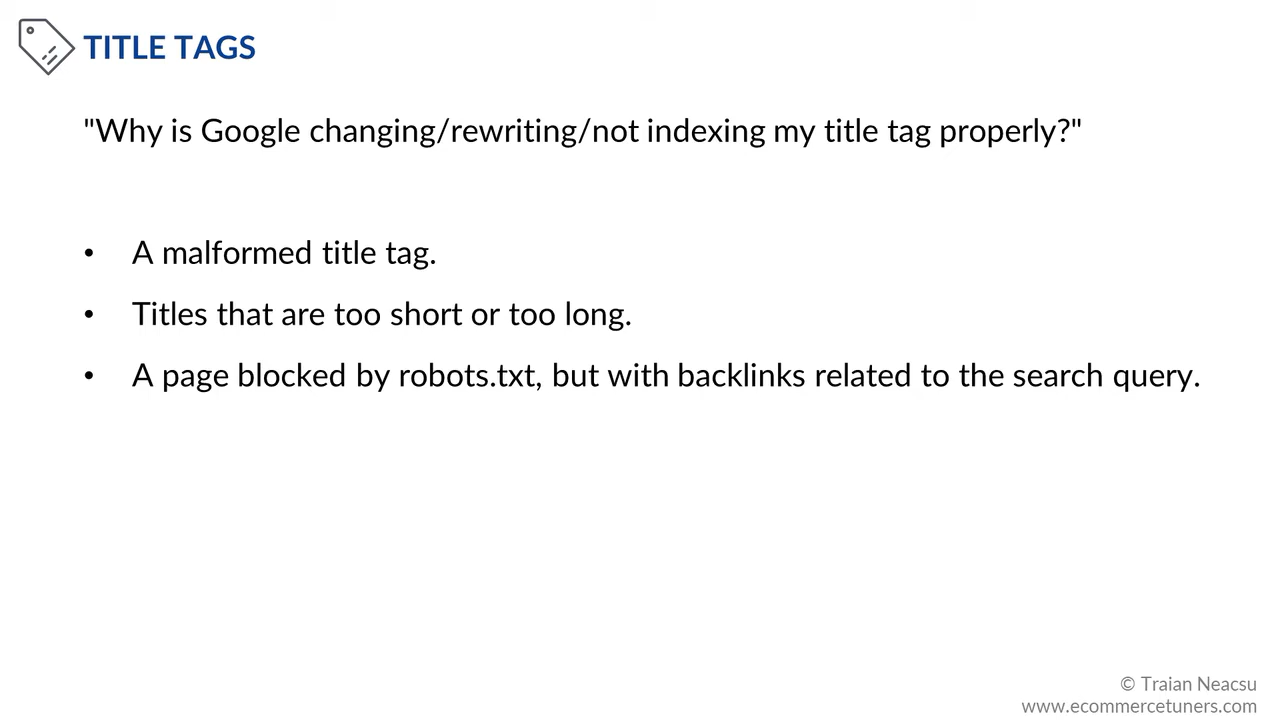 TITLE TAGS
"Why is Google changing/rewriting/not indexing my title tag properly?"
• A malformed title tag.
• Titles that are too short or too long.
• A page blocked by robots.txt, but with backlinks related to the search query.
© Traian Neacsu
www.ecommercetuners.com